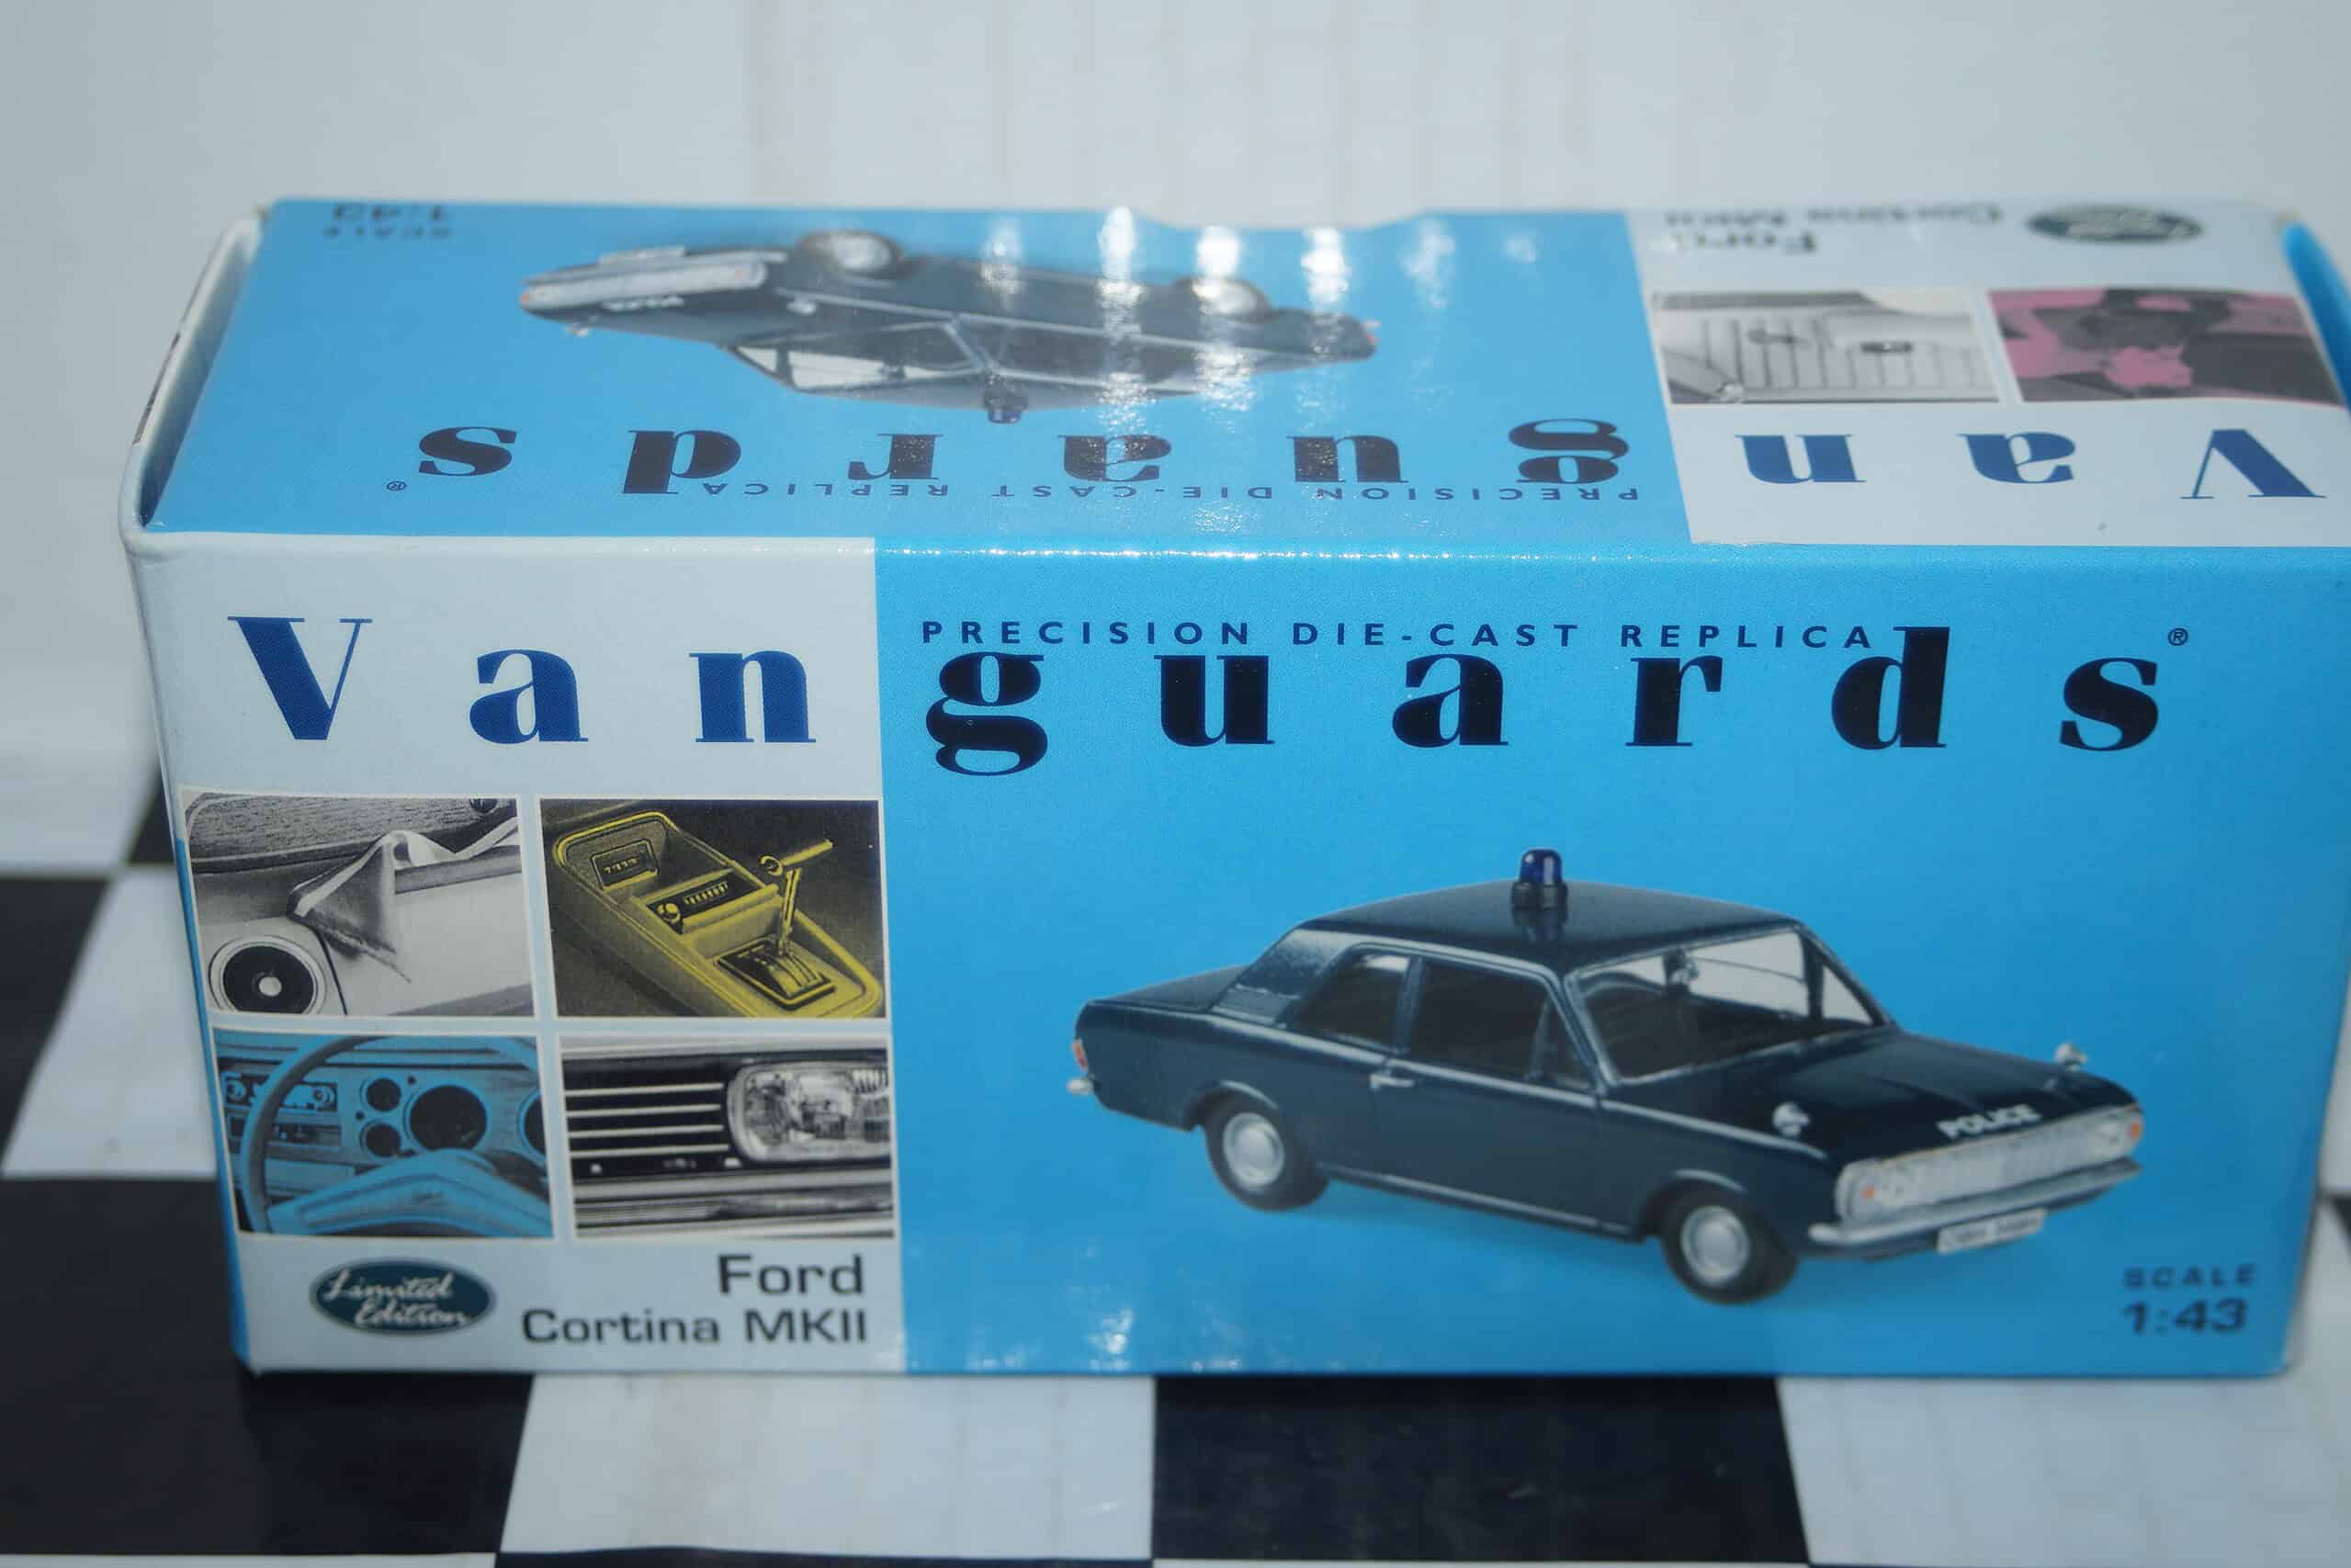 SCALE
1:43
Ford
Cortina MKII
Vanguards®
PRECISION DIE-CAST REPLICA
PRECISION DIE-CAST REPLICA
Vanguards®
POLICE
Limited
Edition
Ford
Cortina MKII
SCALE
1:43